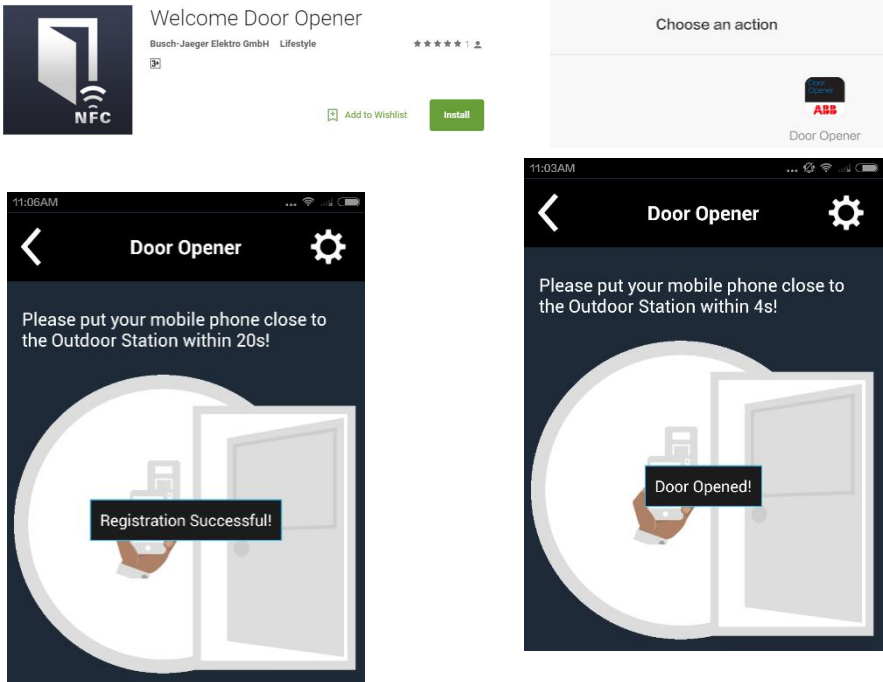 Welcome Door Opener
Busch-Jaeger Elektro GmbH Lifestyle 1
3+
NFC
Add to Wishlist Install
Choose an action
Door Opener
ABB
Door Opener
11:06AM ...
Door Opener
Please put your mobile phone close to
the Outdoor Station within 20s!
Registration Successful!
11:03AM ...
Door Opener
Please put your mobile phone close to
the Outdoor Station within 4s!
Door Opened!